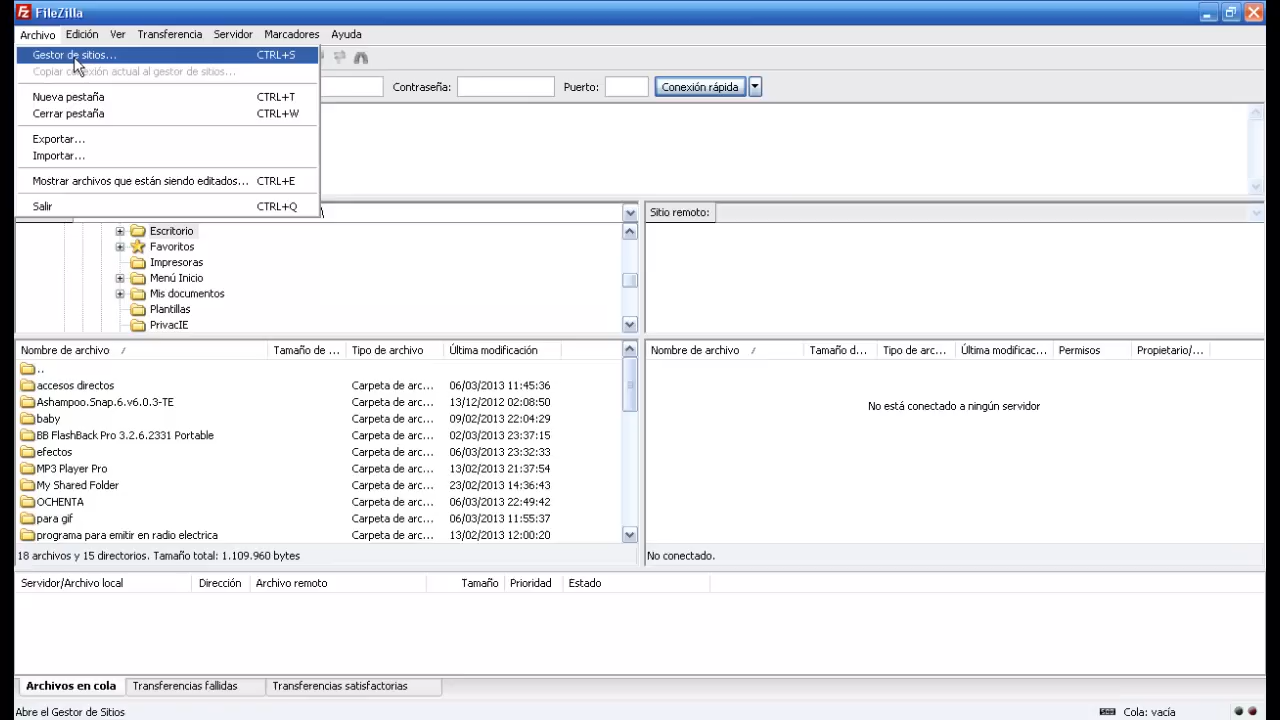 FileZilla
Archivo Edición Ver Transferencia Servidor Marcadores Ayuda
Gestor de sitios... CTRL+S
Copiar conexión actual al gestor de sitios...
Nueva pestaña CTRL+T
Cerrar pestaña CTRL+W
Exportar...
Importar...
Mostrar archivos que están siendo editados... CTRL+E
Salir CTRL+Q
Contraseña: Puerto: Conexión rápida
\ Sitio remoto:
Escritorio
Favoritos
Impresoras
Menú Inicio
Mis documentos
Plantillas
PrivacIE
Nombre de archivo / Tamaño de ... Tipo de archivo Última modificación
..
accesos directos Carpeta de arc... 06/03/2013 11:45:36
Ashampoo.Snap.6.v6.0.3-TE Carpeta de arc... 13/12/2012 02:08:50
baby Carpeta de arc... 09/02/2013 22:04:29
BB FlashBack Pro 3.2.6.2331 Portable Carpeta de arc... 02/03/2013 23:37:15
efectos Carpeta de arc... 06/03/2013 23:32:33
MP3 Player Pro Carpeta de arc... 13/02/2013 21:37:54
My Shared Folder Carpeta de arc... 23/02/2013 14:36:43
OCHENTA Carpeta de arc... 06/03/2013 22:49:42
para gif Carpeta de arc... 06/03/2013 11:55:37
programa para emitir en radio electrica Carpeta de arc... 13/02/2013 12:00:20
18 archivos y 15 directorios. Tamaño total: 1.109.960 bytes
Nombre de archivo / Tamaño d... Tipo de arc... Última modificac... Permisos Propietario/...
No está conectado a ningún servidor
No conectado.
Servidor/Archivo local Dirección Archivo remoto Tamaño Prioridad Estado
Archivos en cola Transferencias fallidas Transferencias satisfactorias
Abre el Gestor de Sitios Cola: vacía